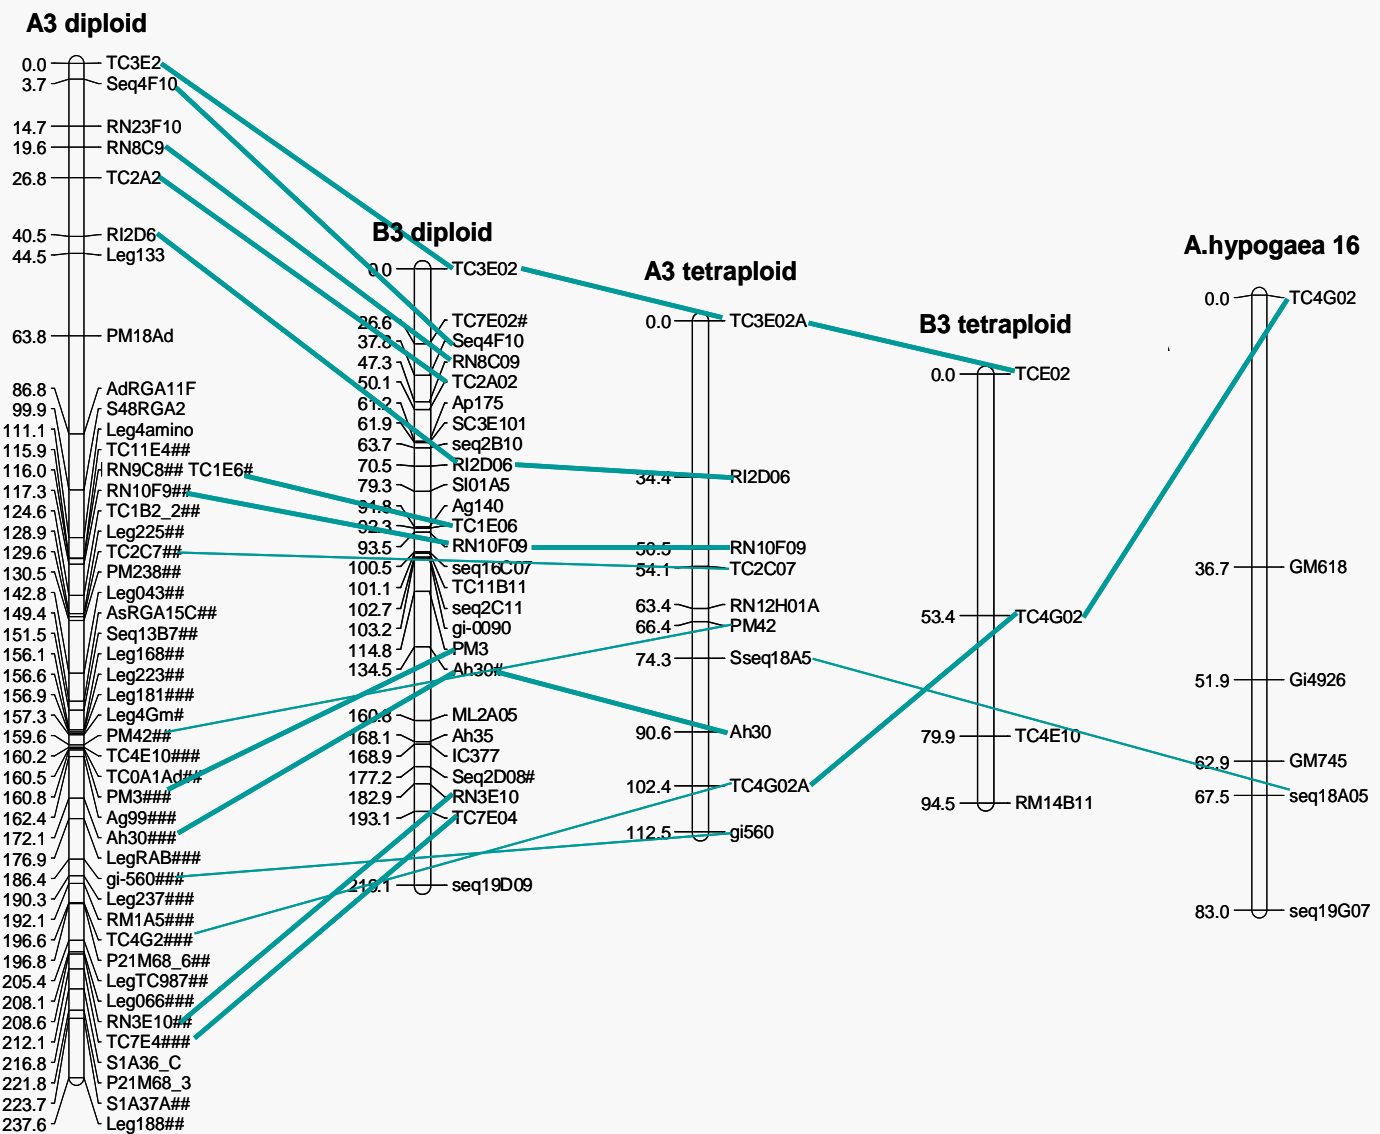 A3 diploid
0.0 TC3E2
3.7 Seq4F10
14.7 RN23F10
19.6 RN8C9
26.8 TC2A2
40.5 RI2D6
44.5 Leg133
63.8 PM18Ad
86.8 AdRGA11F
99.9 S48RGA2
111.1 Leg4amino
115.9 TC11E4##
116.0 RN9C8## TC1E6#
117.3 RN10F9##
124.6 TC1B2_2##
128.9 Leg225##
129.6 TC2C7##
130.5 PM238##
142.8 Leg043##
149.4 AsRGA15C##
151.5 Seq13B7##
156.1 Leg168##
156.6 Leg223##
156.9 Leg181###
157.3 Leg4Gm#
159.6 PM42##
160.2 TC4E10###
160.5 TC0A1Ad##
160.8 PM3###
162.4 Ag99###
172.1 Ah30###
176.9 LegRAB###
186.4 gi-560###
190.3 Leg237###
192.1 RM1A5###
196.6 TC4G2###
196.8 P21M68_6##
205.4 LegTC987##
208.1 Leg066###
208.6 RN3E10##
212.1 TC7E4###
216.8 S1A36_C
221.8 P21M68_3
223.7 S1A37A##
237.6 Leg188##
B3 diploid
0.0 TC3E02
26.6 TC7E02#
37.8 Seq4F10
47.3 RN8C09
50.1 TC2A02
61.2 Ap175
61.9 SC3E101
63.7 seq2B10
70.5 RI2D06
79.3 SI01A5
91.8 Ag140
92.3 TC1E06
93.5 RN10F09
100.5 seq16C07
101.1 TC11B11
102.7 seq2C11
103.2 gi-0090
114.8 PM3
134.5 Ah30#
160.8 ML2A05
168.1 Ah35
168.9 IC377
177.2 Seq2D08#
182.9 RN3E10
193.1 TC7E04
seq19D09
A3 tetraploid
0.0 TC3E02A
34.4 RI2D06
50.5 RN10F09
54.1 TC2C07
63.4 RN12H01A
66.4 PM42
74.3 Sseq18A5
90.6 Ah30
102.4 TC4G02A
112.5 gi560
B3 tetraploid
0.0 TCE02
53.4 TC4G02
79.9 TC4E10
94.5 RM14B11
A.hypogaea 16
0.0 TC4G02
36.7 GM618
51.9 Gi4926
62.9 GM745
67.5 seq18A05
83.0 seq19G07